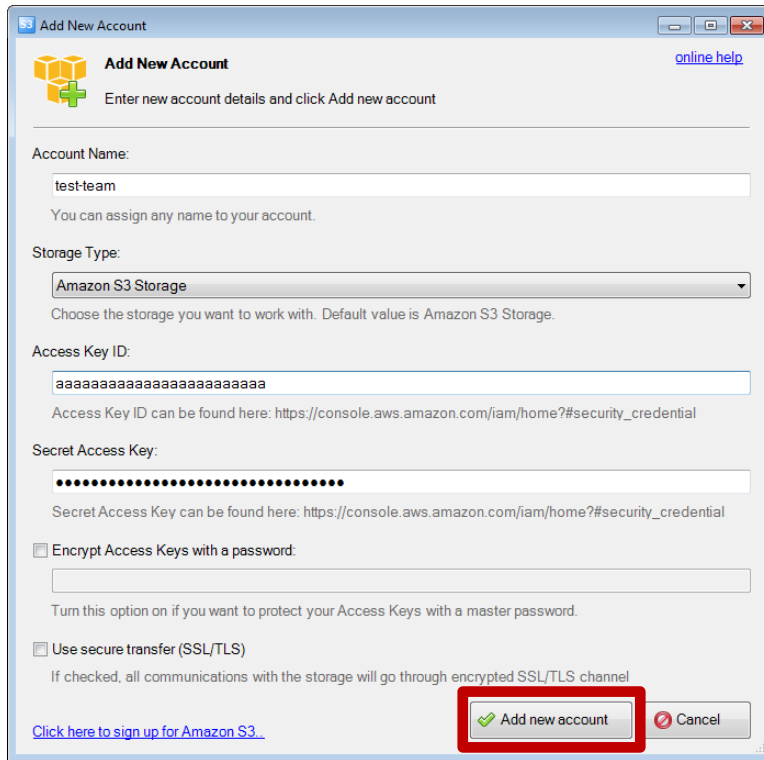 S3 Add New Account
Add New Account
online help
Enter new account details and click Add new account
Account Name:
test-team
You can assign any name to your account.
Storage Type:
Amazon S3 Storage
Choose the storage you want to work with. Default value is Amazon S3 Storage.
Access Key ID:
aaaaaaaaaaaaaaaaaaaaaaaa
Access Key ID can be found here: https://console.aws.amazon.com/iam/home?#security_credential
Secret Access Key:
●●●●●●●●●●●●●●●●●●●●●●●●●●●●●●●●●
Secret Access Key can be found here: https://console.aws.amazon.com/iam/home?#security_credential
Encrypt Access Keys with a password:
Turn this option on if you want to protect your Access Keys with a master password.
Use secure transfer (SSL/TLS)
If checked, all communications with the storage will go through encrypted SSL/TLS channel
Click here to sign up for Amazon S3..
Add new account
Cancel